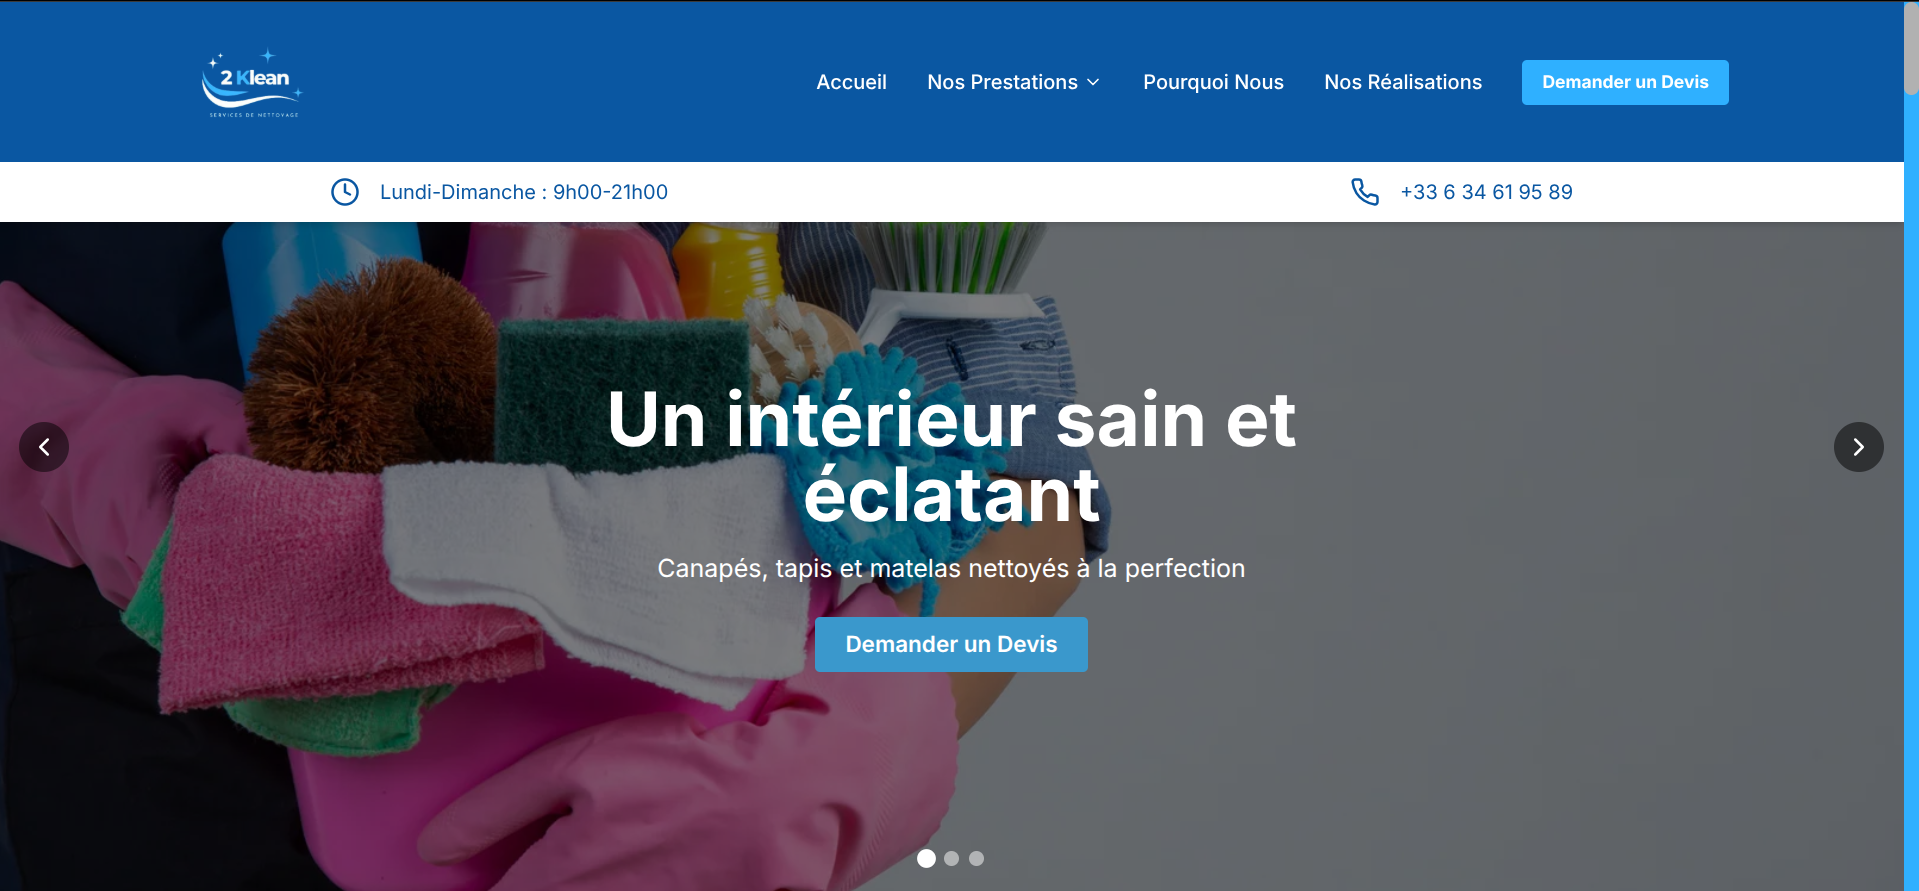 2 Klean
SERVICES DE NETTOYAGE
Accueil
Nos Prestations
Pourquoi Nous
Nos Réalisations
Demander un Devis
Lundi-Dimanche : 9h00-21h00
+33 6 34 61 95 89
Un intérieur sain et
éclatant
Canapés, tapis et matelas nettoyés à la perfection
Demander un Devis